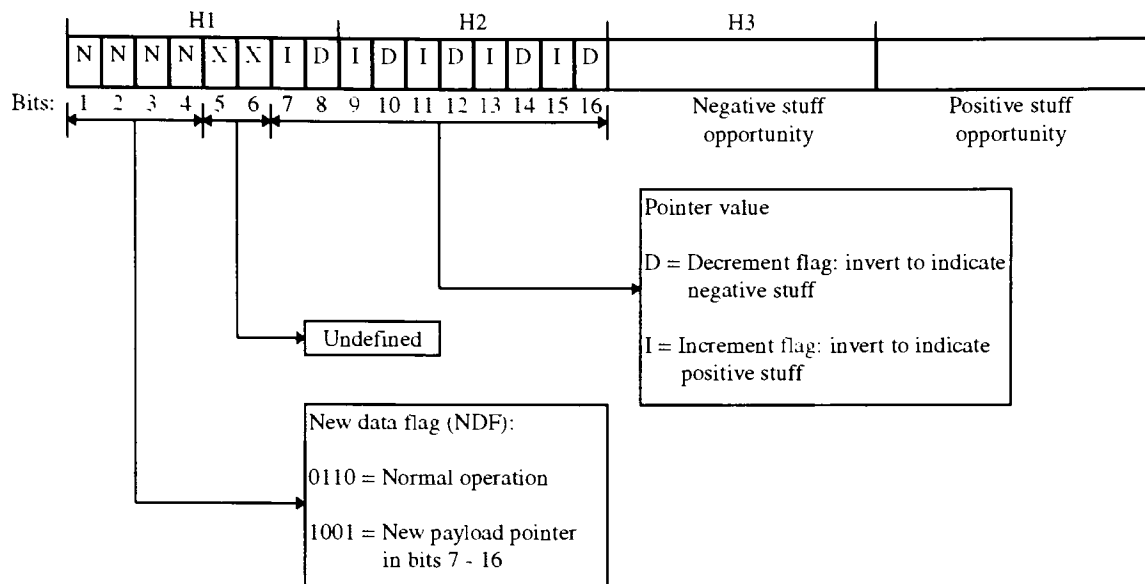 H1 H2 H3
N N N N X X I D I D I D I D I D
Bits: 1 2 3 4 5 6 7 8 9 10 11 12 13 14 15 16
Negative stuff
opportunity
Positive stuff
opportunity
Pointer value
D = Decrement flag: invert to indicate
negative stuff
I = Increment flag: invert to indicate
positive stuff
Undefined
New data flag (NDF):
0110 = Normal operation
1001 = New payload pointer
in bits 7 - 16